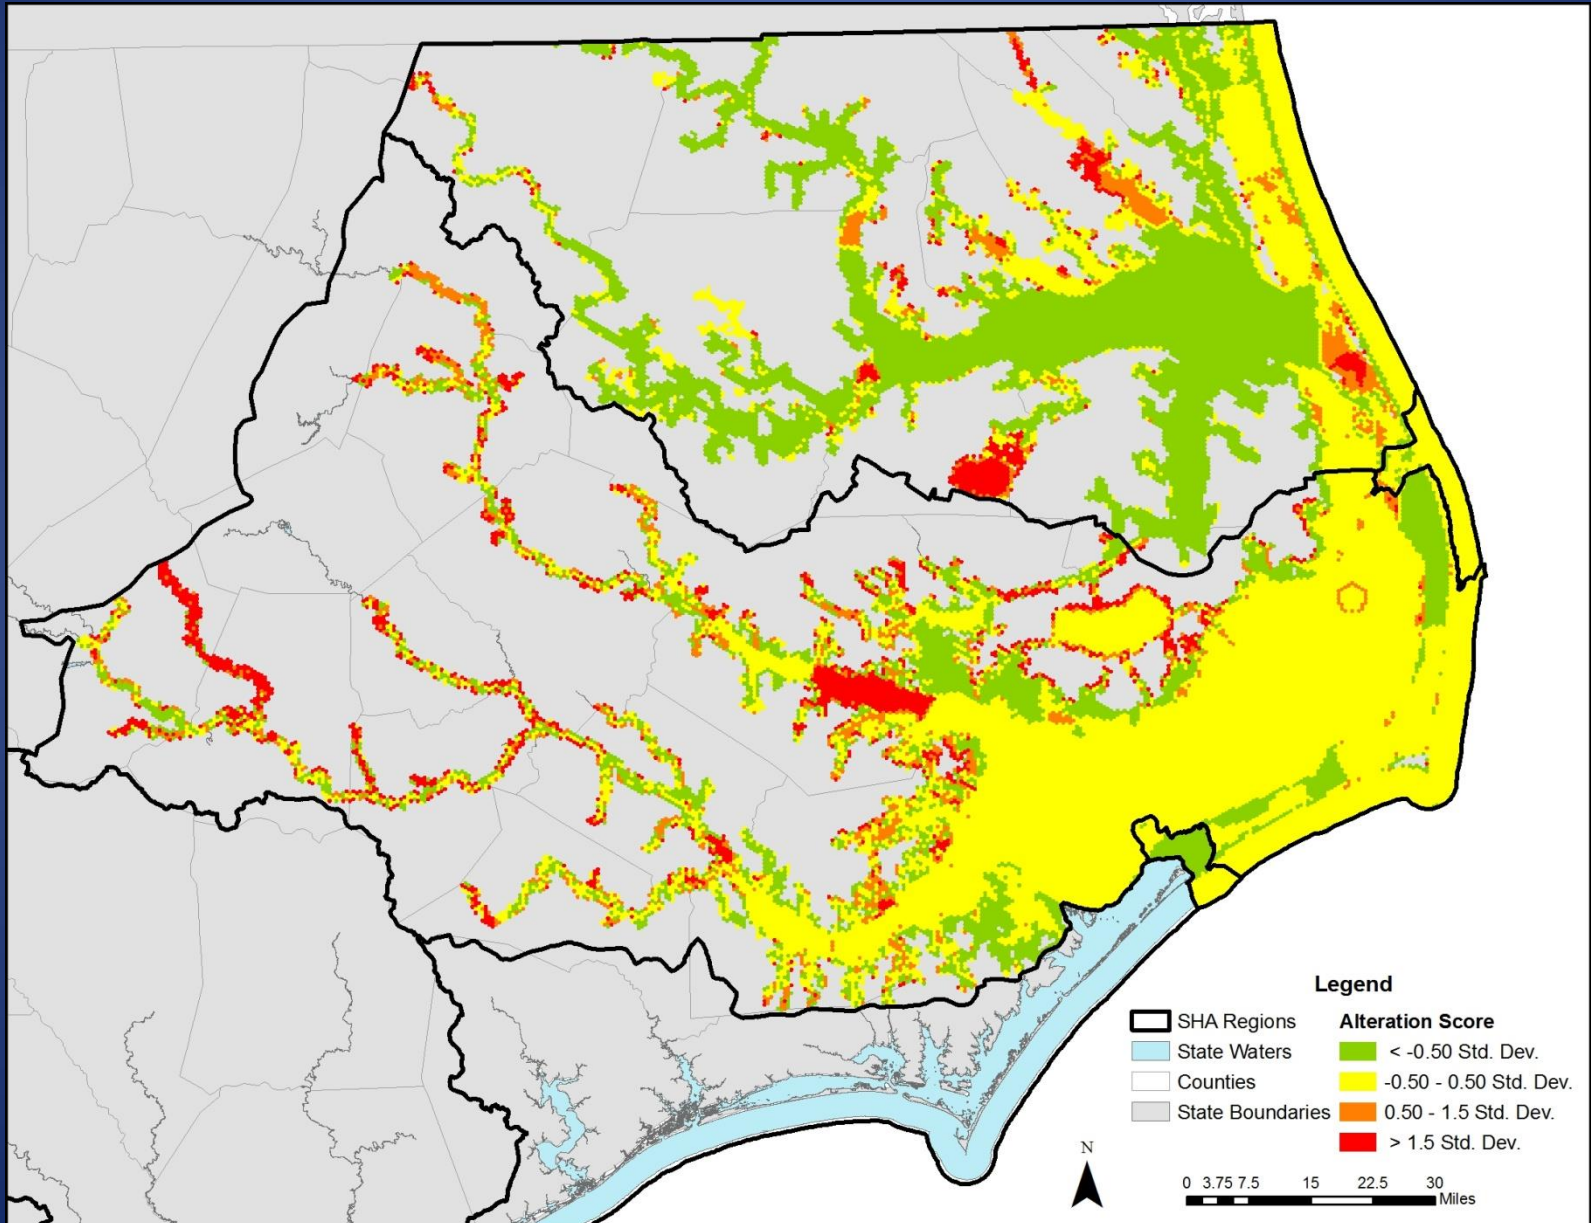 Legend
SHA Regions
State Waters
Counties
State Boundaries
Alteration Score
< -0.50 Std. Dev.
-0.50 - 0.50 Std. Dev.
0.50 - 1.5 Std. Dev.
> 1.5 Std. Dev.
N
0 3.75 7.5 15 22.5 30
Miles